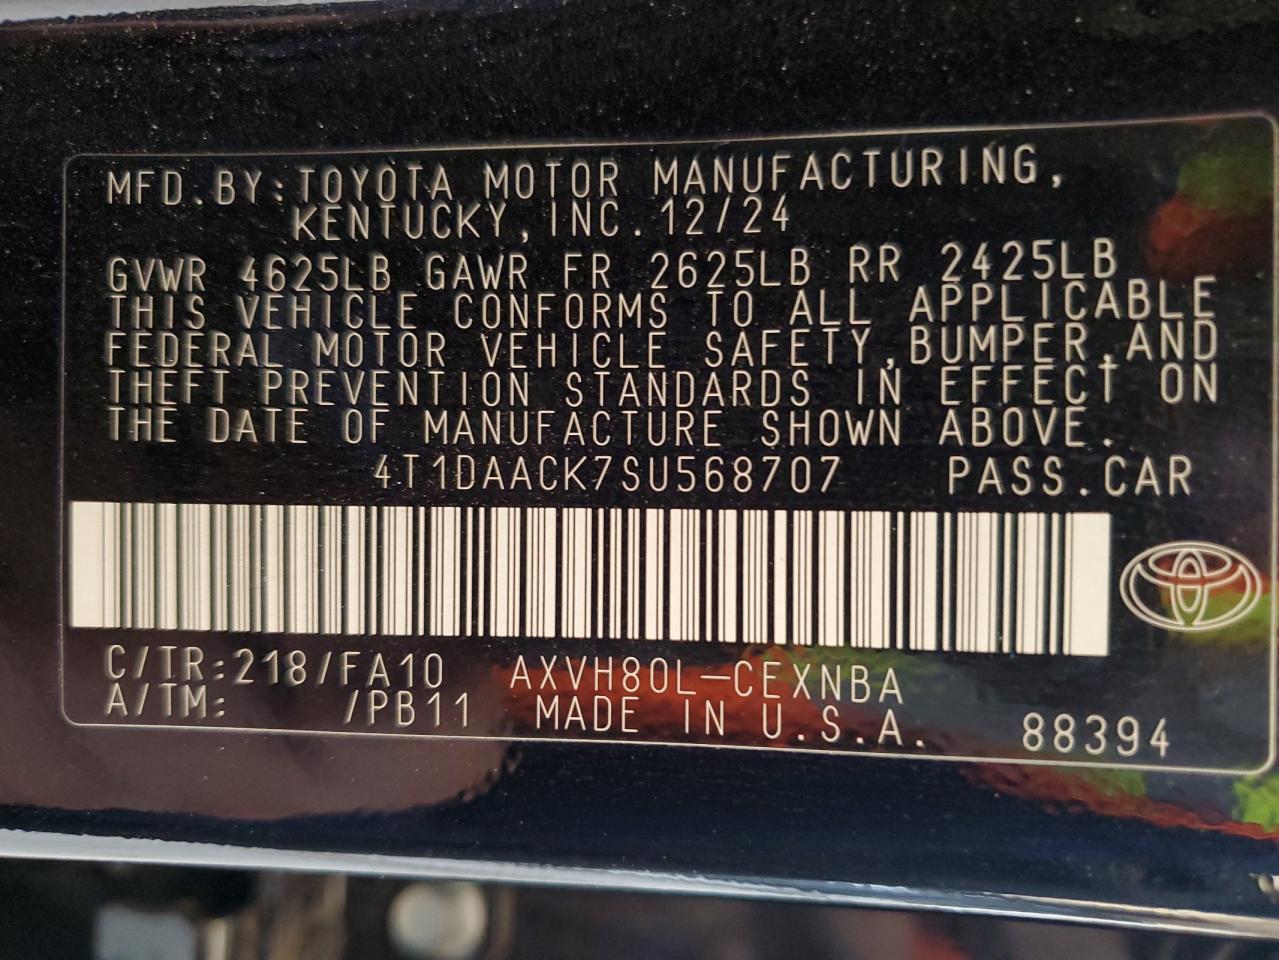 MFD.BY:TOYOTA MOTOR MANUFACTURING,
KENTUCKY, INC. 12/24
GVWR 4625LB GAWR FR 2625LB RR 2425LB
THIS VEHICLE CONFORMS TO ALL APPLICABLE
FEDERAL MOTOR VEHICLE SAFETY,BUMPER,AND
THEFT PREVENTION STANDARDS IN EFFECT ON
THE DATE OF MANUFACTURE SHOWN ABOVE.
4T1DAACK7SU568707 PASS.CAR
C/TR:218/FA10 AXVH80L-CEXNBA
A/TM: /PB11 MADE IN U.S.A. 88394